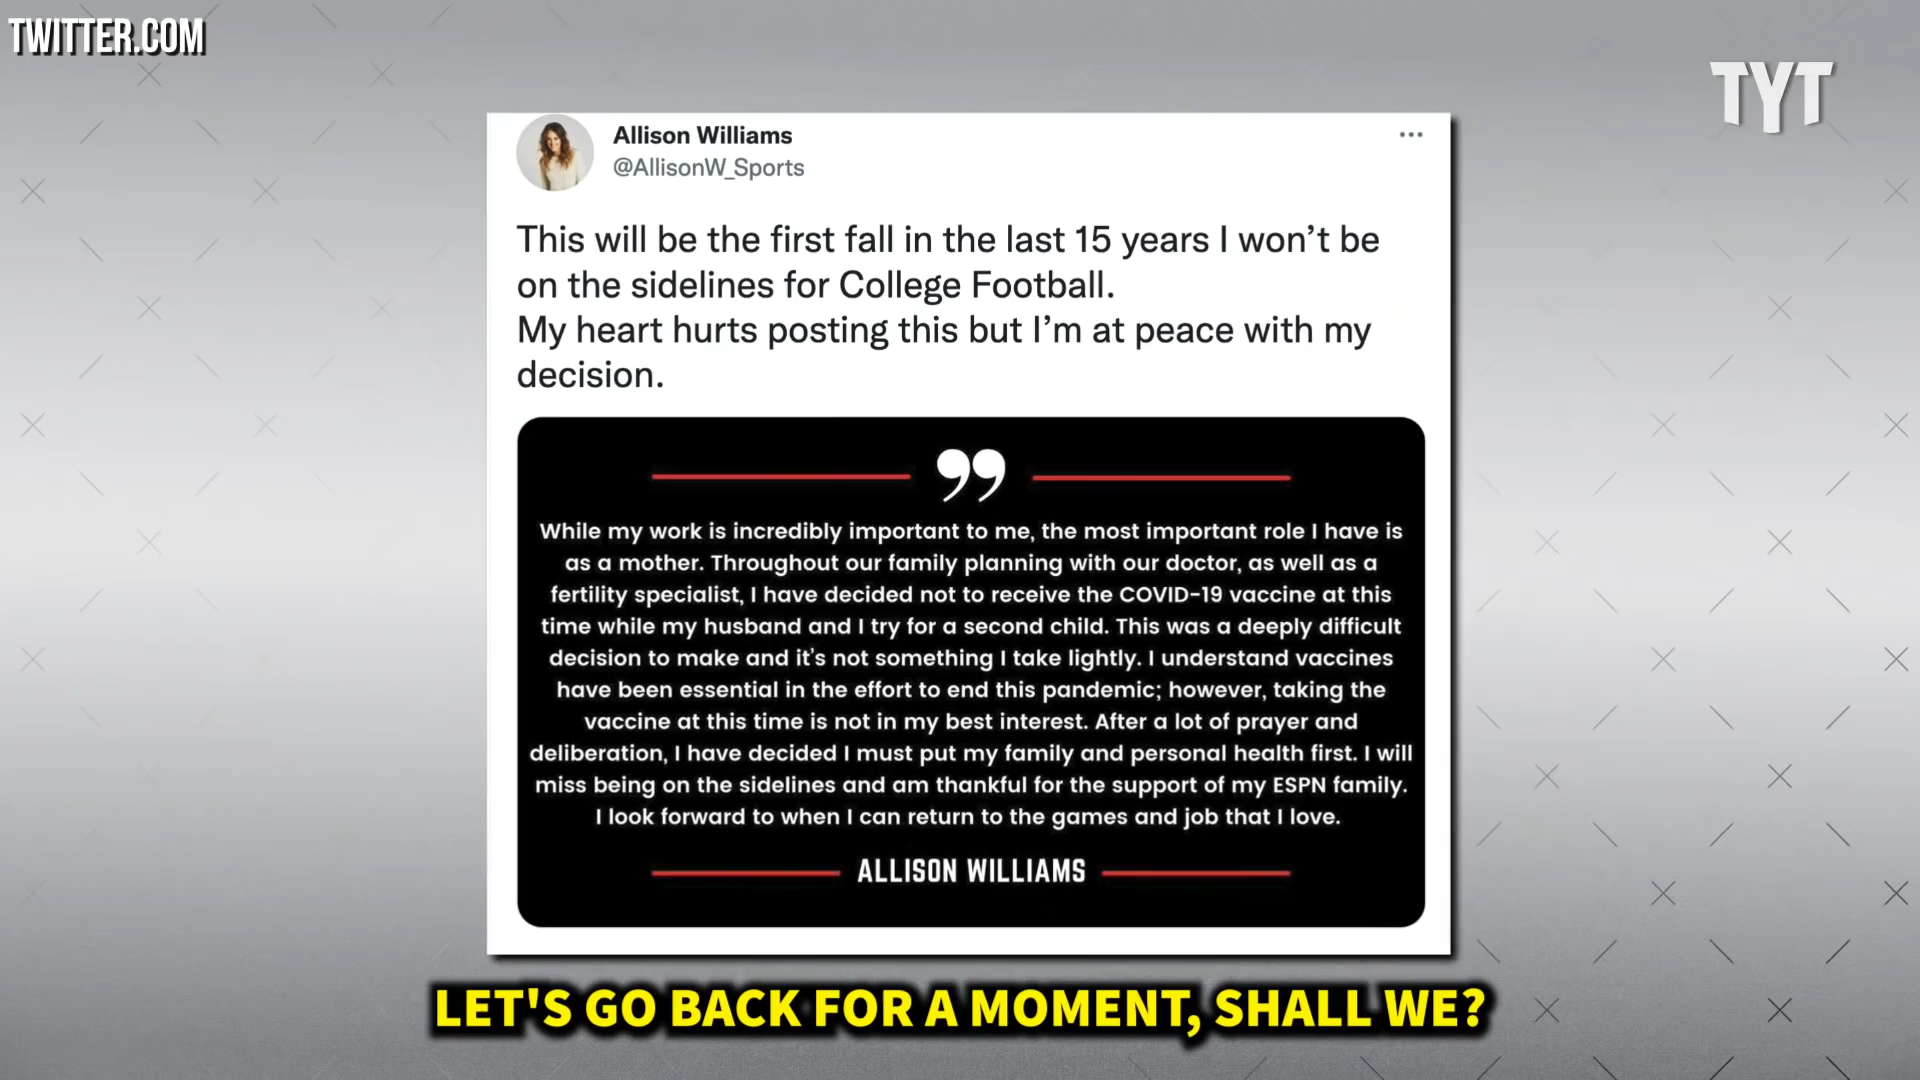 TWITTER.COM
TYT
Allison Williams
@AllisonW_Sports
This will be the first fall in the last 15 years I won’t be
on the sidelines for College Football.
My heart hurts posting this but I’m at peace with my
decision.
While my work is incredibly important to me, the most important role I have is
as a mother. Throughout our family planning with our doctor, as well as a
fertility specialist, I have decided not to receive the COVID-19 vaccine at this
time while my husband and I try for a second child. This was a deeply difficult
decision to make and it's not something I take lightly. I understand vaccines
have been essential in the effort to end this pandemic; however, taking the
vaccine at this time is not in my best interest. After a lot of prayer and
deliberation, I have decided I must put my family and personal health first. I will
miss being on the sidelines and am thankful for the support of my ESPN family.
I look forward to when I can return to the games and job that I love.
ALLISON WILLIAMS
LET'S GO BACK FOR A MOMENT, SHALL WE?